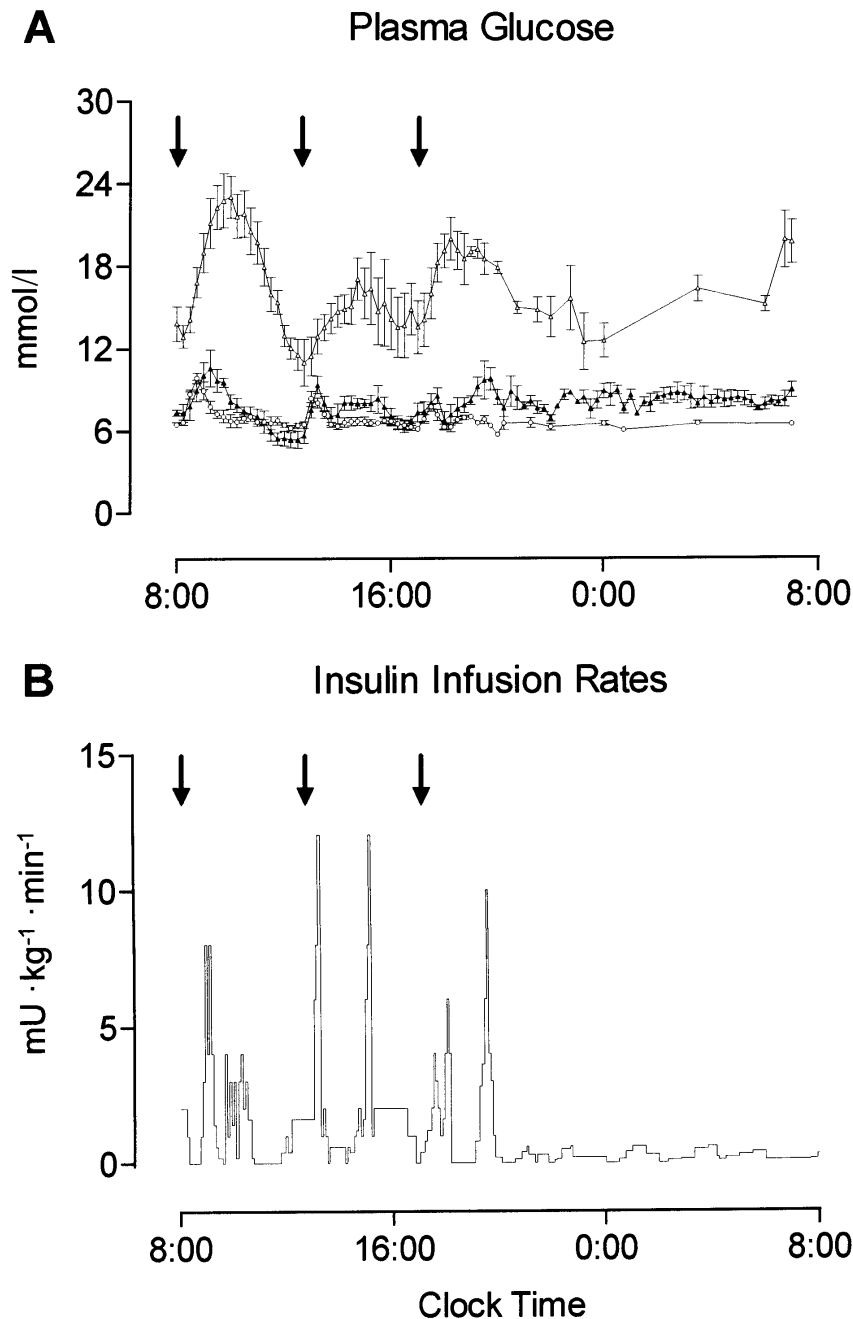 A
Plasma Glucose
30
24
18
12
6
0
mmol/l
8:00 16:00 0:00 8:00
B
Insulin Infusion Rates
15
10
5
0
mU ·kg⁻¹ ·min⁻¹
8:00 16:00 0:00 8:00
Clock Time